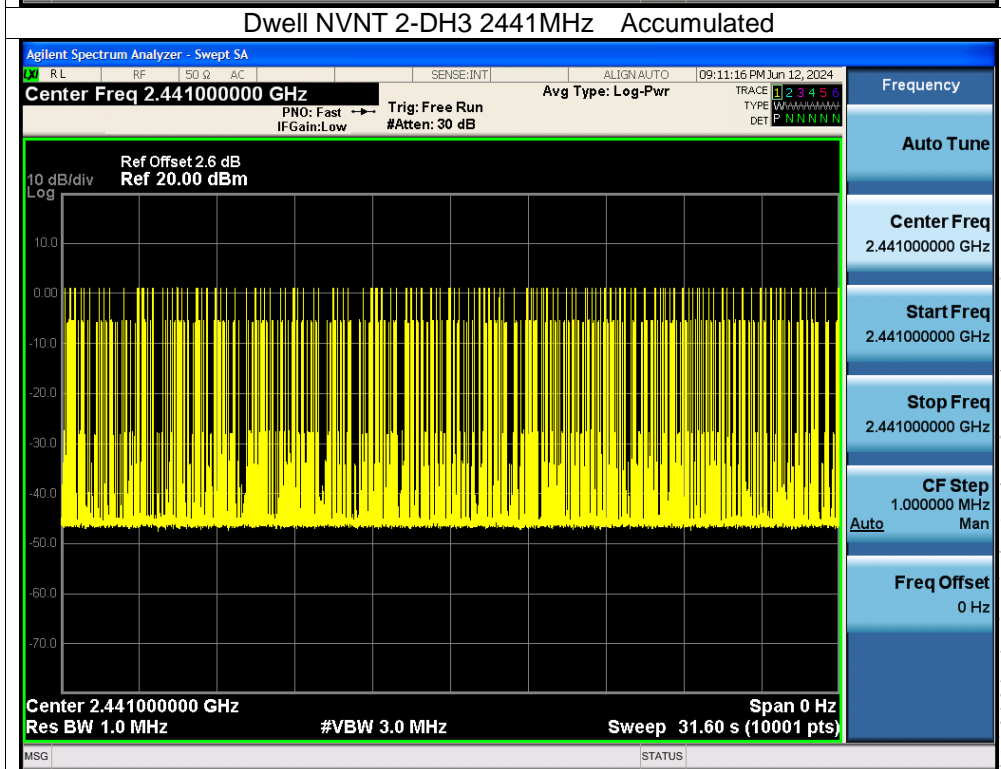 Dwell NVNT 2-DH3 2441MHz Accumulated
Agilent Spectrum Analyzer - Swept SA
LXI RL RF 50 Ω AC SENSE:INT ALIGN AUTO 09:11:16 PM Jun 12, 2024
Center Freq 2.441000000 GHz
Avg Type: Log-Pwr
TRACE 1 2 3 4 5 6
PNO: Fast
Trig: Free Run
TYPE WWWWWW
IFGain:Low
#Atten: 30 dB
DET P N N N N N
Ref Offset 2.6 dB
10 dB/div Ref 20.00 dBm
Log
10.0
0.00
-10.0
-20.0
-30.0
-40.0
-50.0
-60.0
-70.0
Center 2.441000000 GHz
Span 0 Hz
Res BW 1.0 MHz
#VBW 3.0 MHz
Sweep 31.60 s (10001 pts)
MSG
STATUS
Frequency
Auto Tune
Center Freq
2.441000000 GHz
Start Freq
2.441000000 GHz
Stop Freq
2.441000000 GHz
CF Step
1.000000 MHz
Auto Man
Freq Offset
0 Hz